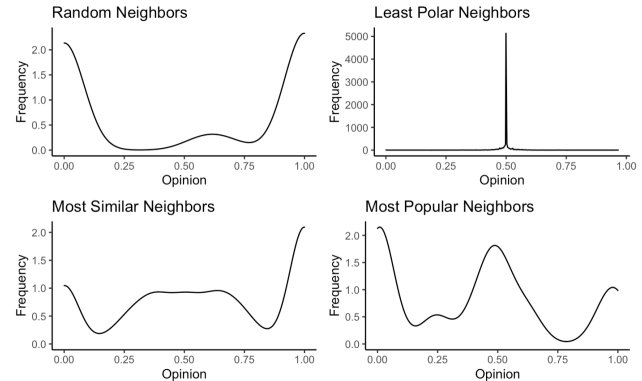 Random Neighbors
Frequency
2.0
1.5
1.0
0.5
0.0
0.00 0.25 0.50 0.75 1.00
Opinion
Least Polar Neighbors
Frequency
5000
4000
3000
2000
1000
0
0.00 0.25 0.50 0.75 1.00
Opinion
Most Similar Neighbors
Frequency
2.0
1.5
1.0
0.5
0.0
0.00 0.25 0.50 0.75 1.00
Opinion
Most Popular Neighbors
Frequency
2.0
1.5
1.0
0.5
0.0
0.00 0.25 0.50 0.75 1.00
Opinion